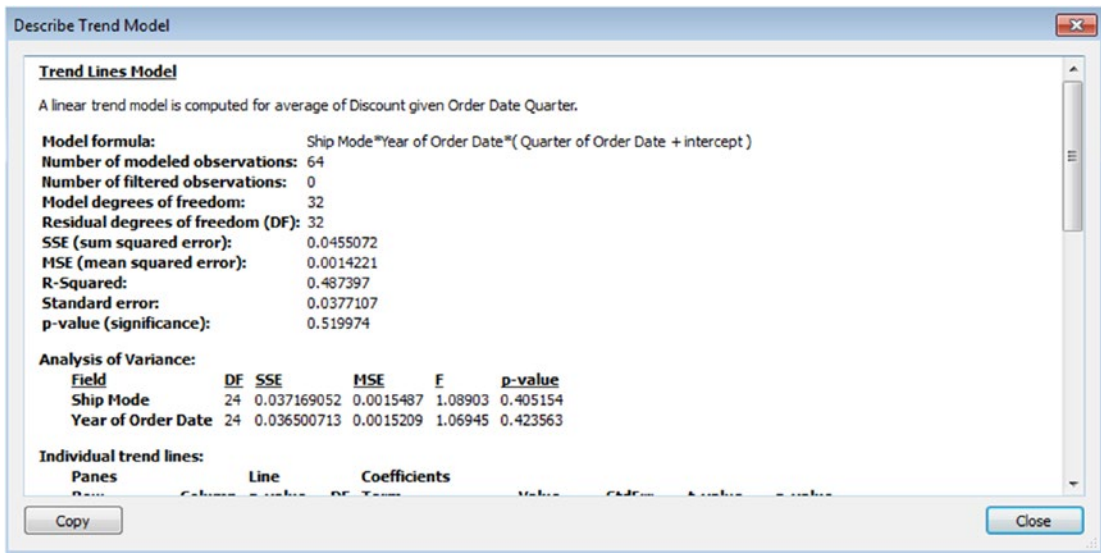 Describe Trend Model
Trend Lines Model
A linear trend model is computed for average of Discount given Order Date Quarter.
Model formula: Ship Mode*Year of Order Date*( Quarter of Order Date + intercept )
Number of modeled observations: 64
Number of filtered observations: 0
Model degrees of freedom: 32
Residual degrees of freedom (DF): 32
SSE (sum squared error): 0.0455072
MSE (mean squared error): 0.0014221
R-Squared: 0.487397
Standard error: 0.0377107
p-value (significance): 0.519974
Analysis of Variance:
Field DF SSE MSE F p-value
Ship Mode 24 0.037169052 0.0015487 1.08903 0.405154
Year of Order Date 24 0.036500713 0.0015209 1.06945 0.423563
Individual trend lines:
Panes Line Coefficients
Copy Close